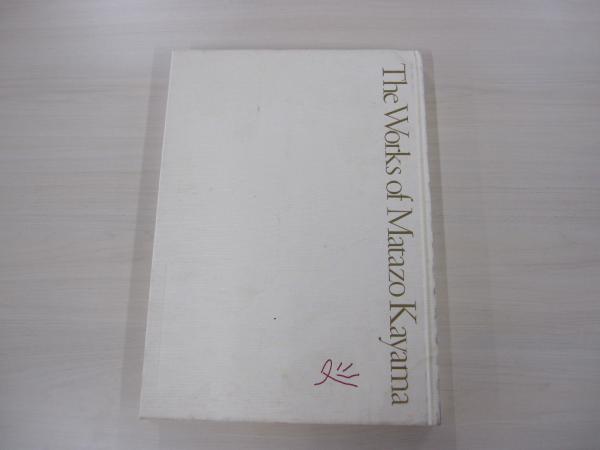 The Works of Matazo Kayama